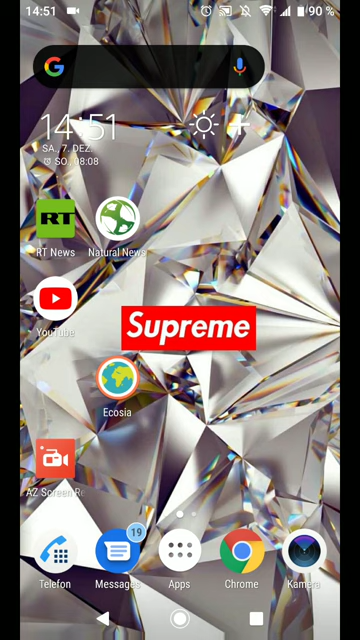 14:51
90 %
14:51
SA., 7. DEZ.
SO., 08:08
RT
RT News
Natural News
YouTube
Supreme
Ecosia
AZ Screen Re
19
Telefon
Messages
Apps
Chrome
Kamera